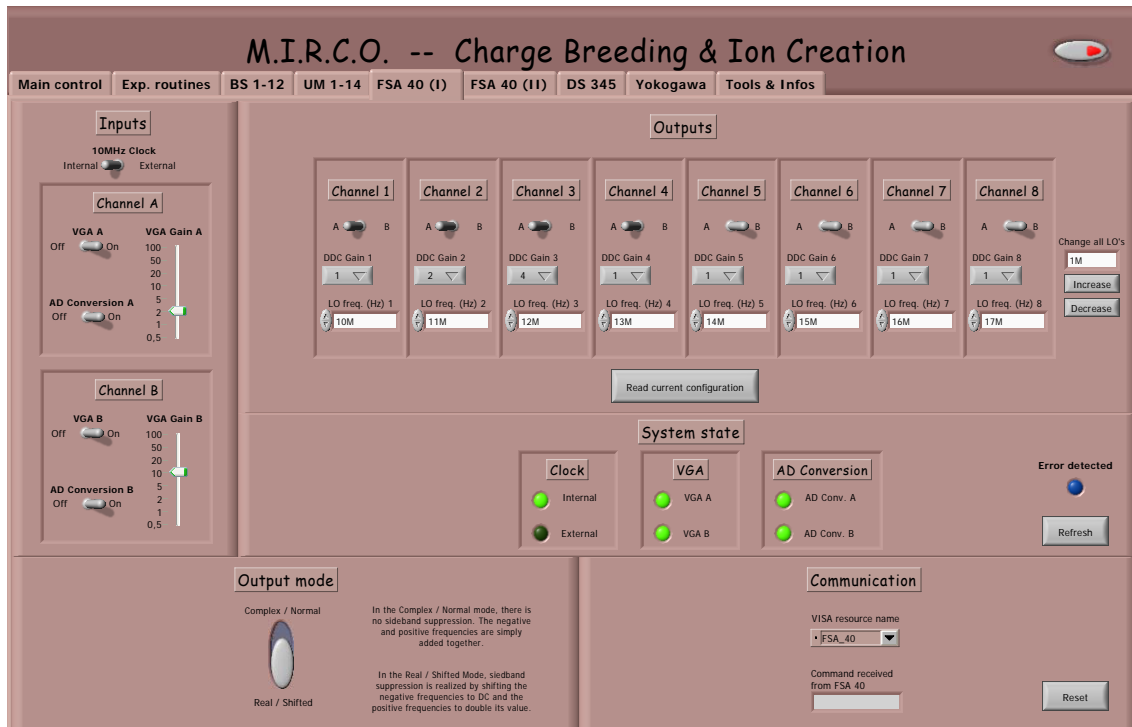 M.I.R.C.O. -- Charge Breeding & Ion Creation
Main control Exp. routines BS 1-12 UM 1-14 FSA 40 (I) FSA 40 (II) DS 345 Yokogawa Tools & Infos
Inputs
10MHz Clock
Internal External
Channel A
VGA A VGA Gain A
Off On
100
50
20
10
5
2
1
0,5
AD Conversion A
Off On
Channel B
VGA B VGA Gain B
Off On
100
50
20
10
5
2
1
0,5
AD Conversion B
Off On
Outputs
Channel 1 Channel 2 Channel 3 Channel 4 Channel 5 Channel 6 Channel 7 Channel 8
A B A B A B A B A B A B A B A B
DDC Gain 1 DDC Gain 2 DDC Gain 3 DDC Gain 4 DDC Gain 5 DDC Gain 6 DDC Gain 7 DDC Gain 8
1 2 4 1 1 1 1 1
LO freq. (Hz) 1 LO freq. (Hz) 2 LO freq. (Hz) 3 LO freq. (Hz) 4 LO freq. (Hz) 5 LO freq. (Hz) 6 LO freq. (Hz) 7 LO freq. (Hz) 8
10M 11M 12M 13M 14M 15M 16M 17M
Change all LO's
1M
Increase
Decrease
Read current configuration
System state
Clock
Internal
External
VGA
VGA A
VGA B
AD Conversion
AD Conv. A
AD Conv. B
Error detected
Refresh
Output mode
Complex / Normal
Real / Shifted
In the Complex / Normal mode, there is
no sideband suppression. The negative
and positive frequencies are simply
added together.
In the Real / Shifted Mode, siedband
suppression is realized by shifting the
negative frequencies to DC and the
positive frequencies to double its value.
Communication
VISA resource name
FSA_40
Command received
from FSA 40
Reset